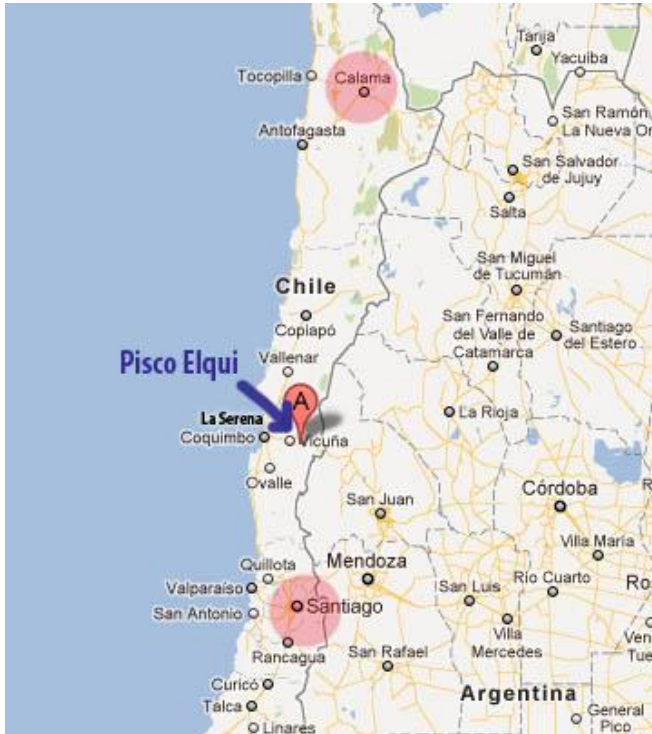 Tarija
Yacuiba
Tocopilla
Calama
San Ramón
La Nueva Or
Antofagasta
San Salvador
de Jujuy
Salta
San Miguel
de Tucumán
Chile
Copiapó
San Fernando
del Valle de
Catamarca
Santiago
del Estero
Vallenar
Pisco Elqui
A
La Serena
La Rioja
Coquimbo
Vicuña
Ovalle
San Juan
Córdoba
Villa María
Quillota
Mendoza
Valparaíso
Río Cuarto
San Luis
Ro
San Antonio
Santiago
Villa
Mercedes
Ven
Tue
Rancagua
San Rafael
Curicó
Argentina
Talca
General
Pico
Linares